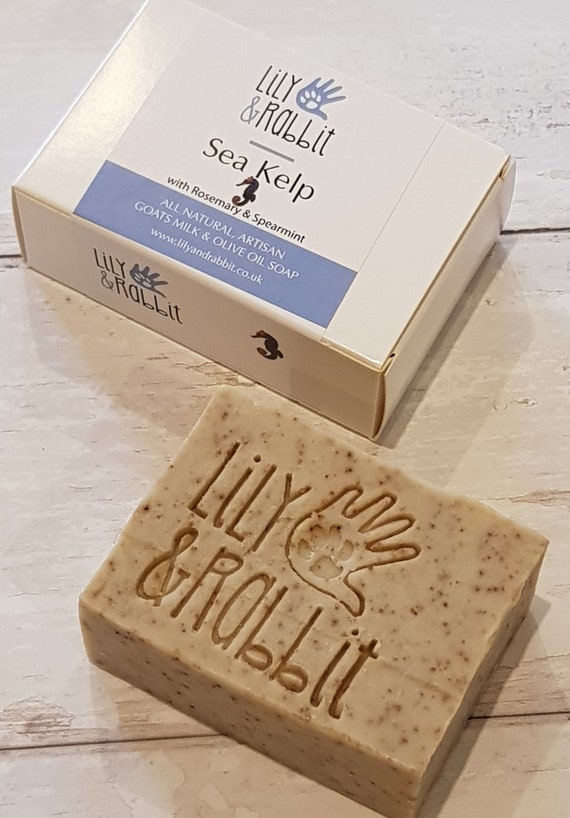 LiLY
&Rabbit
Sea Kelp
with Rosemary & Spearmint
ALL NATURAL, ARTISAN
GOATS MILK & OLIVE OIL SOAP
www.lilyandrabbit.co.uk
LiLY
&Rabbit
LiLY
&Rabbit